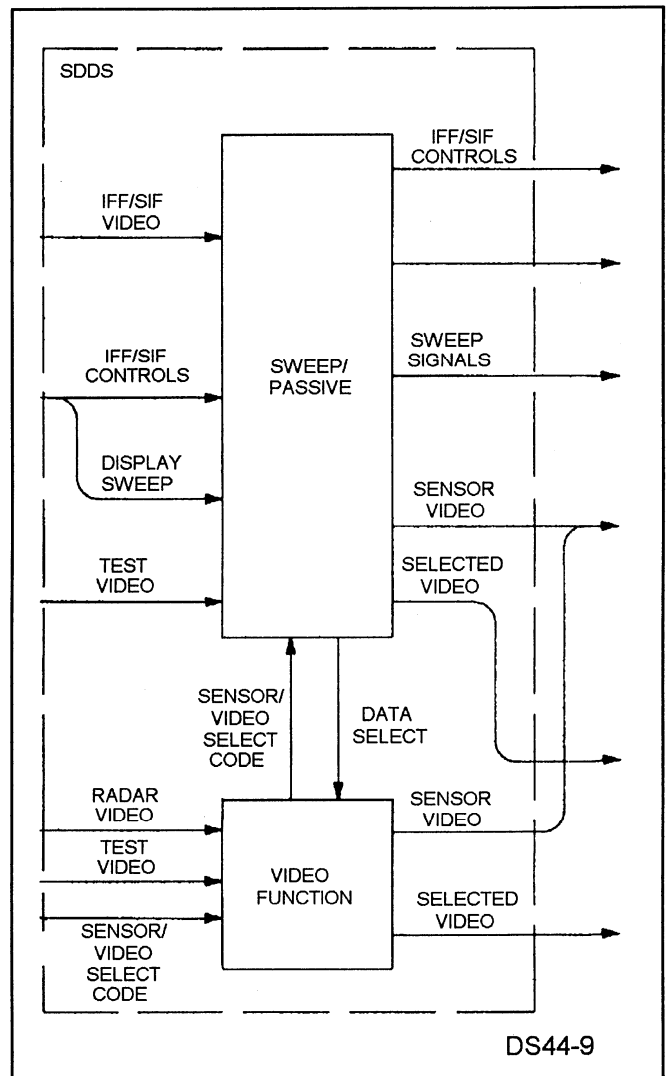 SDDS
IFF/SIF
CONTROLS
IFF/SIF
VIDEO
IFF/SIF
CONTROLS
SWEEP/
PASSIVE
SWEEP
SIGNALS
DISPLAY
SWEEP
SENSOR
VIDEO
TEST
VIDEO
SELECTED
VIDEO
SENSOR/
VIDEO
SELECT
CODE
DATA
SELECT
RADAR
VIDEO
SENSOR
VIDEO
TEST
VIDEO
VIDEO
FUNCTION
SELECTED
VIDEO
SENSOR/
VIDEO
SELECT
CODE
DS44-9